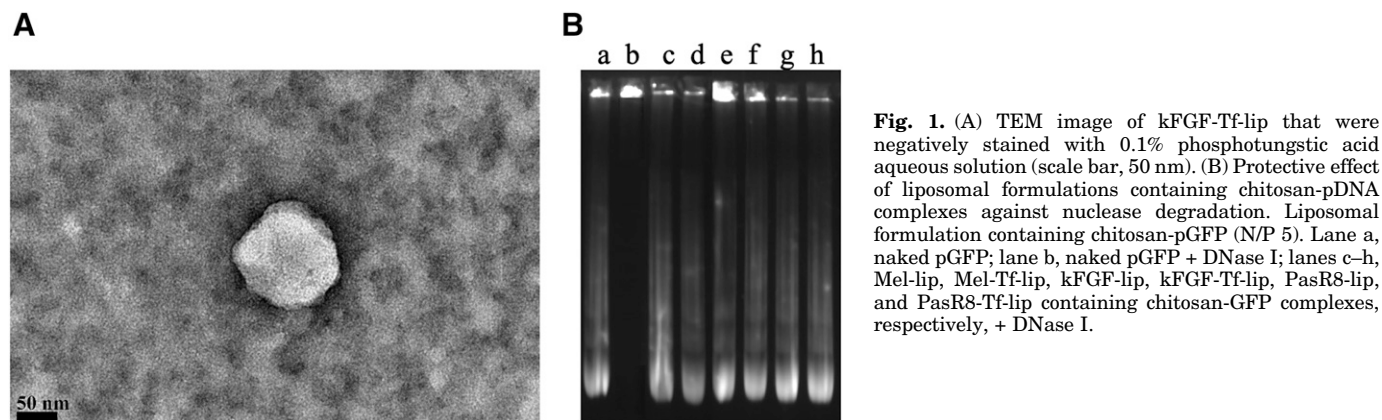 A
B
a b c d e f g h
50 nm
Fig. 1. (A) TEM image of kFGF-Tf-lip that were
negatively stained with 0.1% phosphotungstic acid
aqueous solution (scale bar, 50 nm). (B) Protective effect
of liposomal formulations containing chitosan-pDNA
complexes against nuclease degradation. Liposomal
formulation containing chitosan-pGFP (N/P 5). Lane a,
naked pGFP; lane b, naked pGFP + DNase I; lanes c–h,
Mel-lip, Mel-Tf-lip, kFGF-lip, kFGF-Tf-lip, PasR8-lip,
and PasR8-Tf-lip containing chitosan-GFP complexes,
respectively, + DNase I.